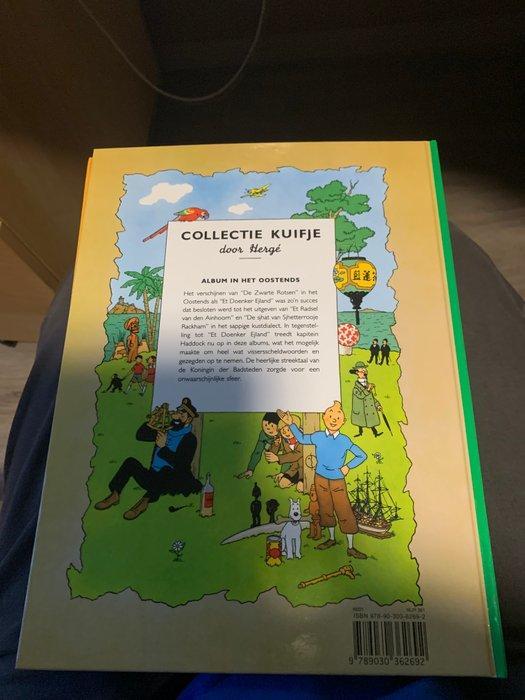 COLLECTIE KUIFJE
door Hergé
ALBUM IN HET OOSTENDS
Het verschijnen van "De Zwarte Rotsen" in het
Oostends als "Et Doenker Eiland" was zo'n succes
dat besloten werd tot het uitgeven van "Et Radsel
van den Ainhoorn" en "De sjhat van Sjhetterrooje
Rackham" in het sappige kustdialect. In tegenstel-
ling tot "Et Doenker Eiland" treedt kapitein
Haddock nu op in deze albums, wat het mogelijk
maakte om heel wat vissersscheldwoorden en
gezegden op te nemen. De heerlijke streektaal van
de Koningin der Badsteden zorgde voor een
onwaarschijnlijke sfeer.
NUR 361
ISBN 978-90-303-6269-2
9 789030 362692